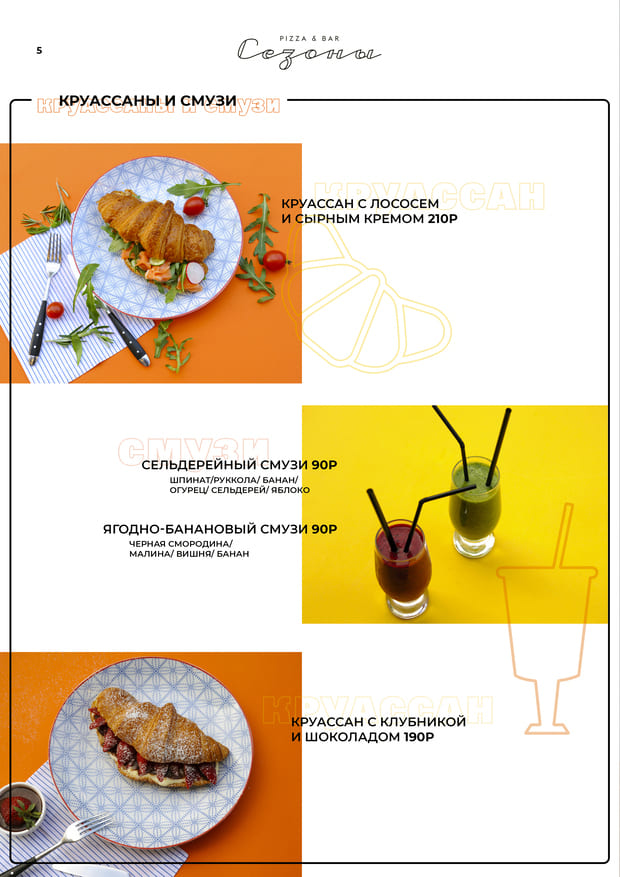 5
PIZZA & BAR
Сезоны
КРУАССАНЫ И СМУЗИ
КРУАССАНЫ И СМУЗИ
КРУАССАН
КРУАССАН С ЛОСОСЕМ
И СЫРНЫМ КРЕМОМ 210Р
СМУЗИ
СЕЛЬДЕРЕЙНЫЙ СМУЗИ 90Р
ШПИНАТ/РУККОЛА/ БАНАН/
ОГУРЕЦ/ СЕЛЬДЕРЕЙ/ ЯБЛОКО
ЯГОДНО-БАНАНОВЫЙ СМУЗИ 90Р
ЧЕРНАЯ СМОРОДИНА/
МАЛИНА/ ВИШНЯ/ БАНАН
КРУАССАН
КРУАССАН С КЛУБНИКОЙ
И ШОКОЛАДОМ 190Р